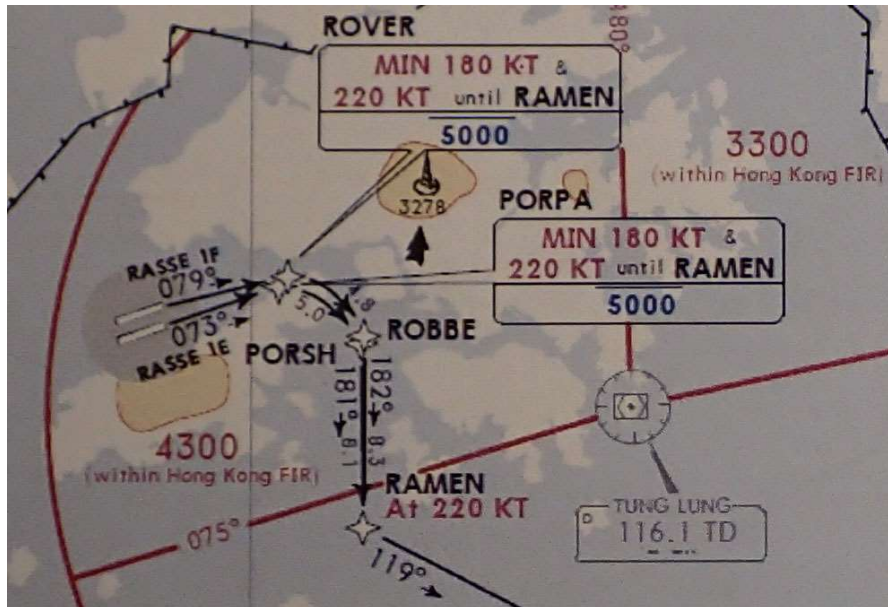 ROVER
MIN 180 KT &
220 KT until RAMEN
5000
180°
3300
(within Hong Kong FIR)
3278
PORPA
MIN 180 KT &
220 KT until RAMEN
5000
RASSE 1F
079°
073°
RASSE 1E
5.0
4.8
PORSH
ROBBE
181°
8.1
182°
8.3
4300
(within Hong Kong FIR)
RAMEN
At 220 KT
075°
119°
TUNG LUNG
D
116.1 TD